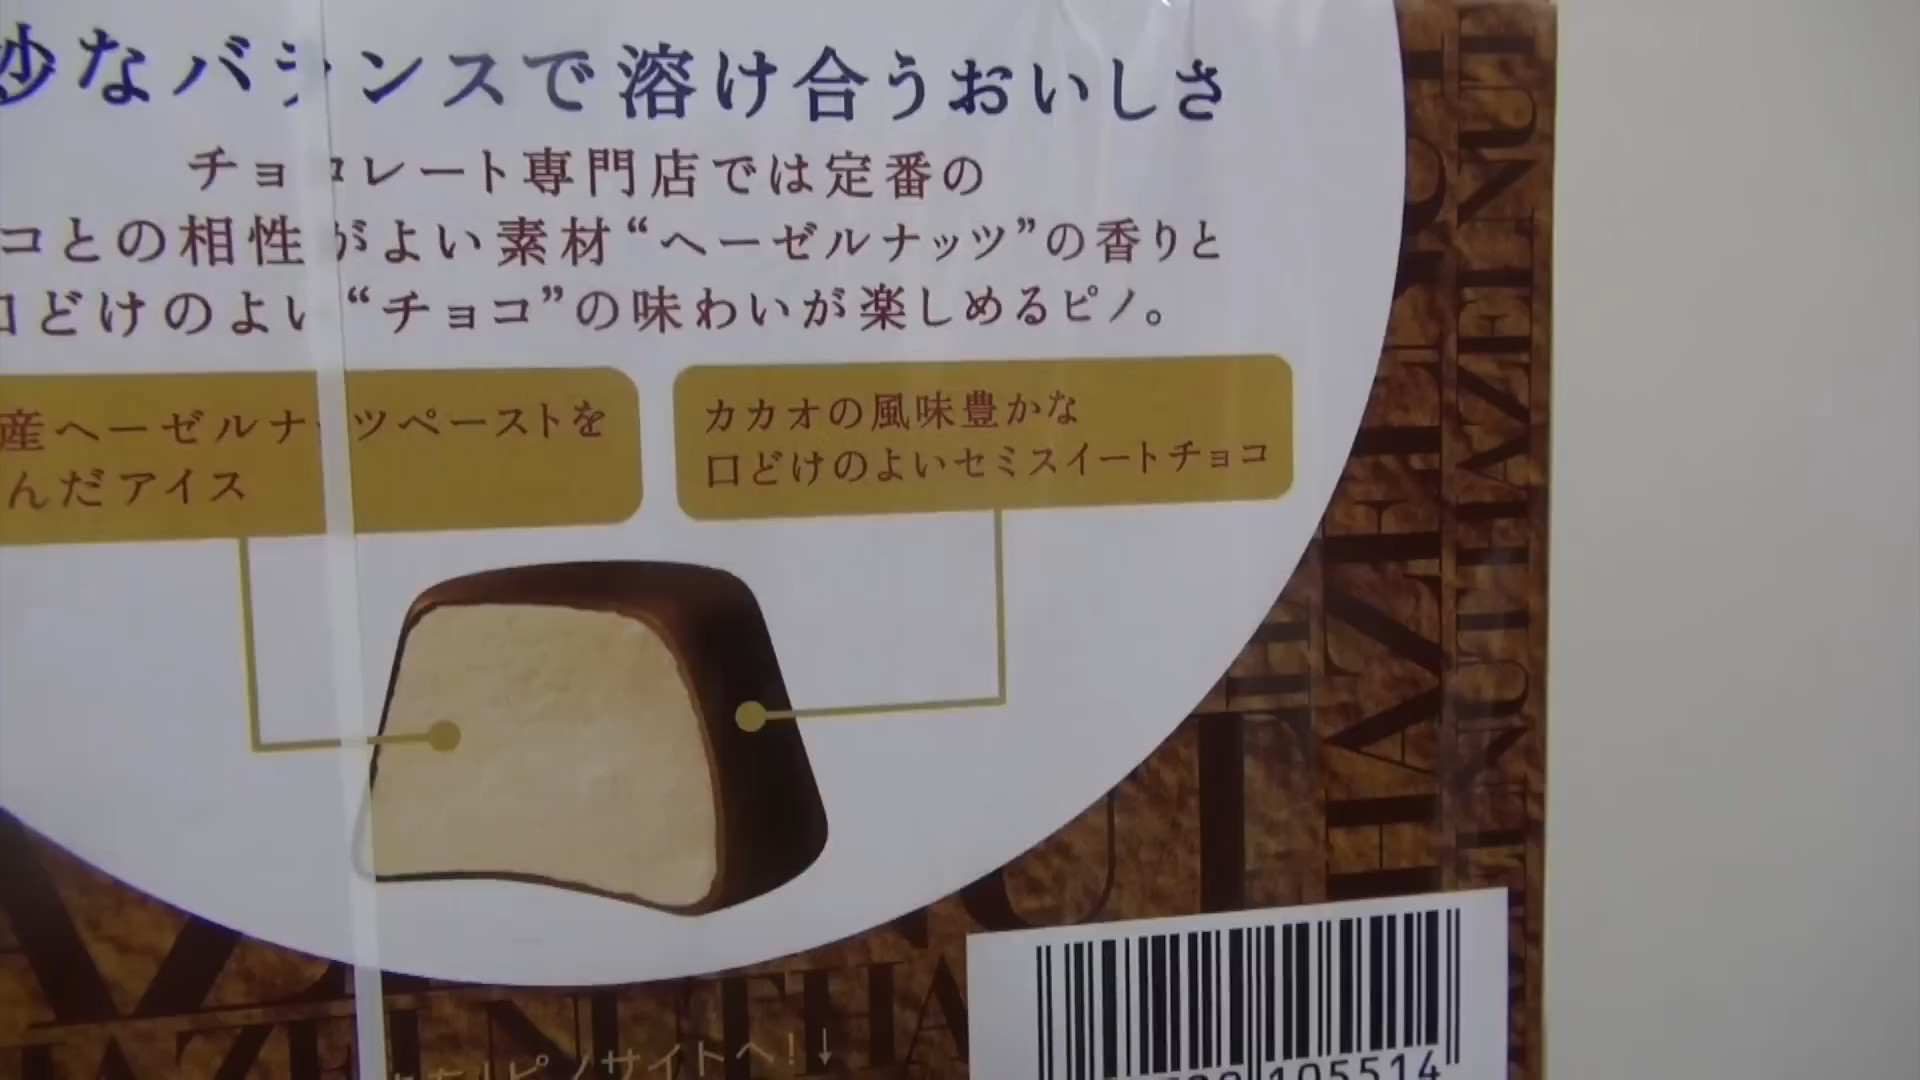 妙なバランスで溶け合うおいしさ
チョコレート専門店では定番の
コとの相性がよい素材“ヘーゼルナッツ”の香りと
口どけのよい“チョコ”の味わいが楽しめるピノ。
産ヘーゼルナッツペーストを
んだアイス
カカオの風味豊かな
口どけのよいセミスイートチョコ
HAZELNUT
ピノサイトへ!↓
105514